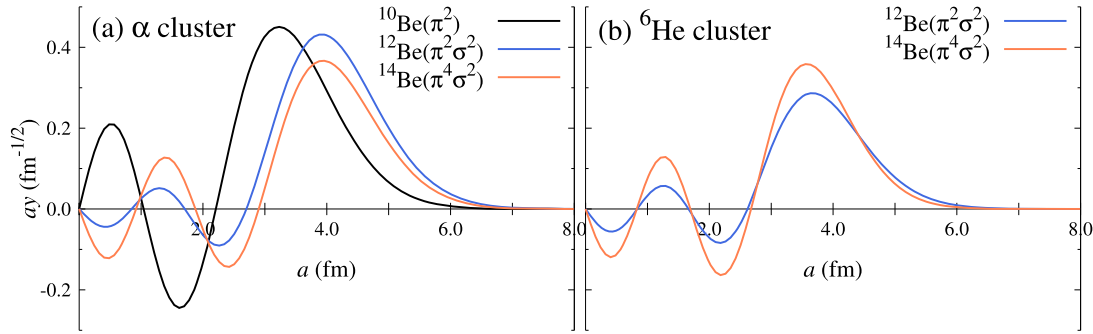 (a) α cluster
¹⁰Be(π²)
¹²Be(π²σ²)
¹⁴Be(π⁴σ²)
ay (fm⁻¹/²)
0.4
0.2
0.0
-0.2
2.0 4.0 6.0 8.0
a (fm)
(b) ⁶He cluster
¹²Be(π²σ²)
¹⁴Be(π⁴σ²)
2.0 4.0 6.0 8.0
a (fm)